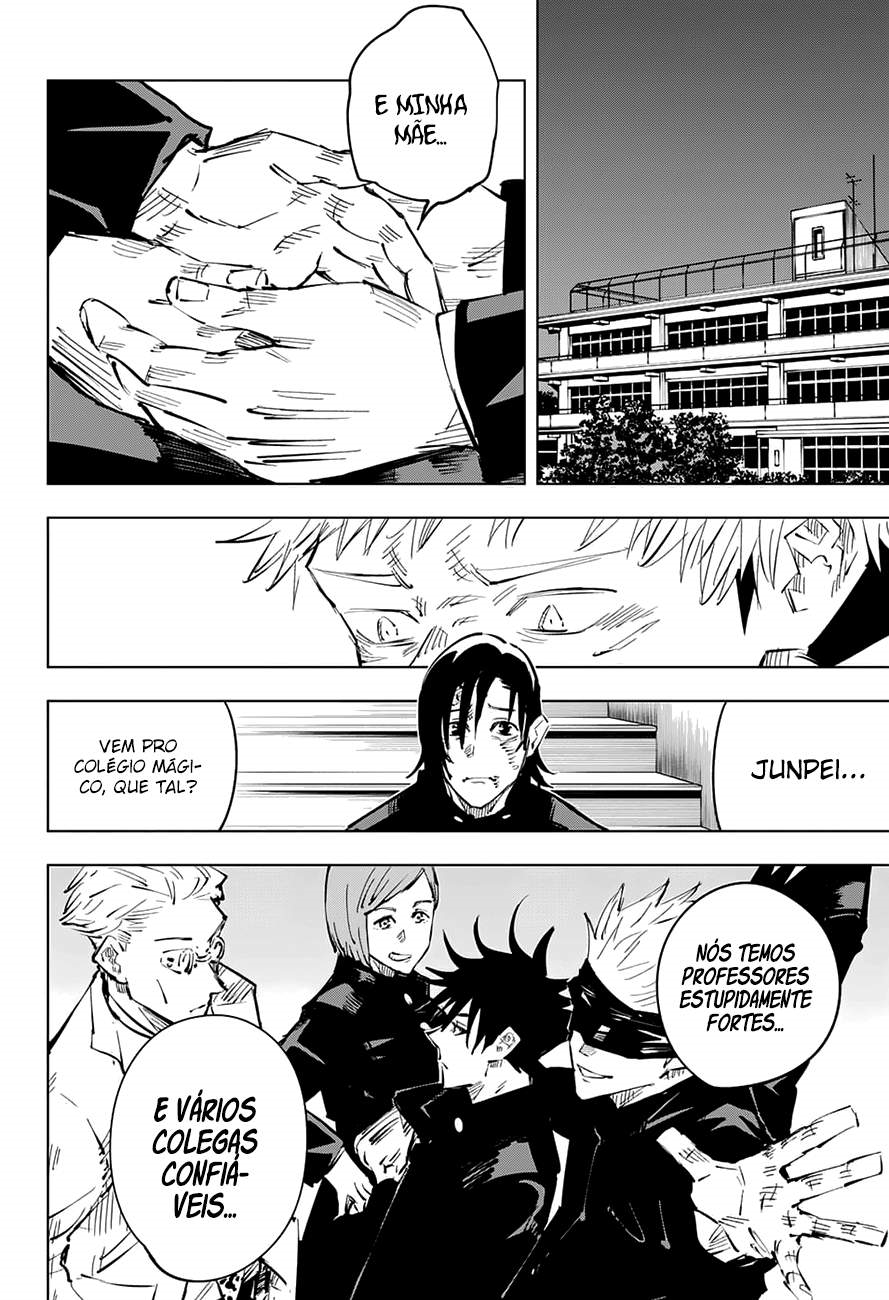 E MINHA
MÃE...
JUNPEI...
VEM PRO
COLÉGIO MÁGI-
CO, QUE TAL?
NÓS TEMOS
PROFESSORES
ESTUPIDAMENTE
FORTES...
E VÁRIOS
COLEGAS
CONFIÁ-
VEIS...